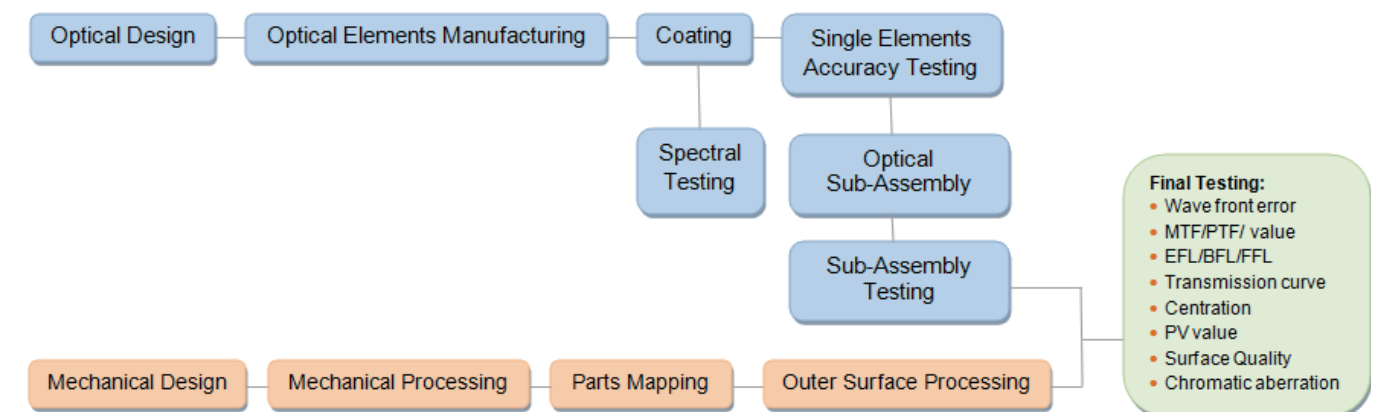 Optical Design
Optical Elements Manufacturing
Coating
Single Elements
Accuracy Testing
Spectral
Testing
Optical
Sub-Assembly
Sub-Assembly
Testing
Mechanical Design
Mechanical Processing
Parts Mapping
Outer Surface Processing
Final Testing:
• Wave front error
• MTF/PTF/ value
• EFL/BFL/FFL
• Transmission curve
• Centration
• PV value
• Surface Quality
• Chromatic aberration